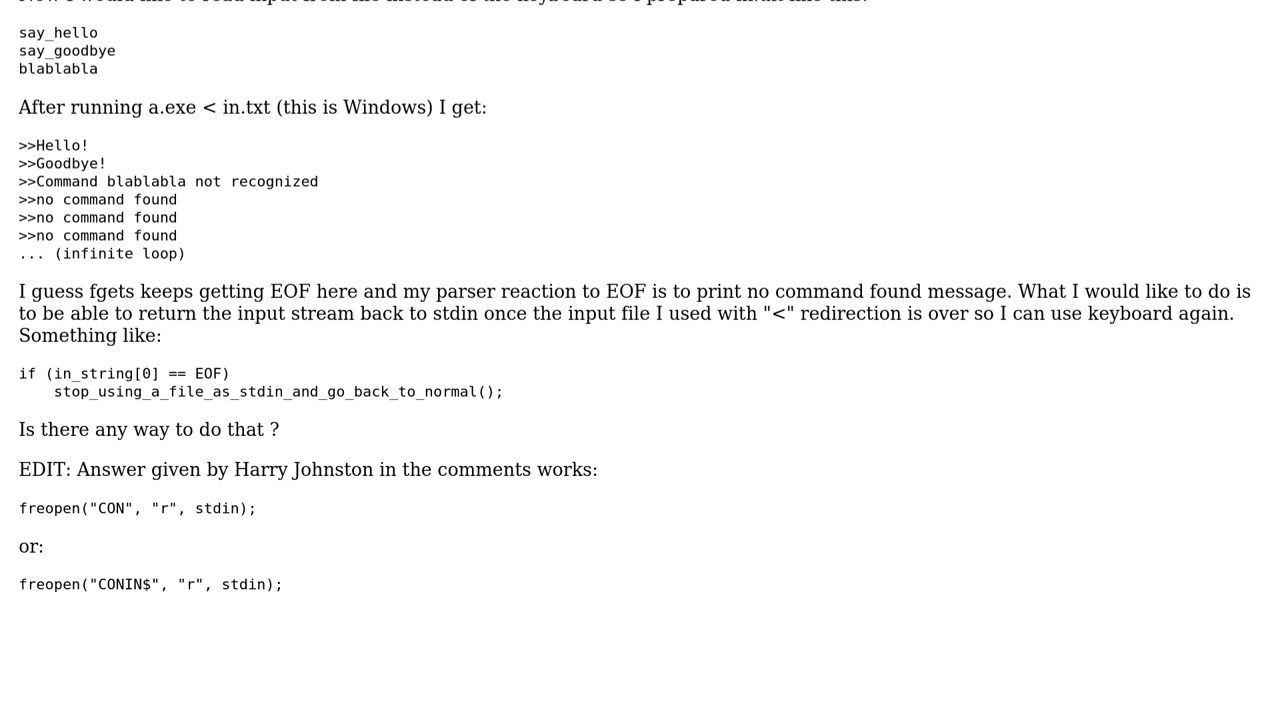 say_hello
say_goodbye
blablabla
After running a.exe < in.txt (this is Windows) I get:
>>Hello!
>>Goodbye!
>>Command blablabla not recognized
>>no command found
>>no command found
>>no command found
... (infinite loop)
I guess fgets keeps getting EOF here and my parser reaction to EOF is to print no command found message. What I would like to do is
to be able to return the input stream back to stdin once the input file I used with "<" redirection is over so I can use keyboard again.
Something like:
if (in_string[0] == EOF)
    stop_using_a_file_as_stdin_and_go_back_to_normal();
Is there any way to do that ?
EDIT: Answer given by Harry Johnston in the comments works:
freopen("CON", "r", stdin);
or:
freopen("CONIN$", "r", stdin);